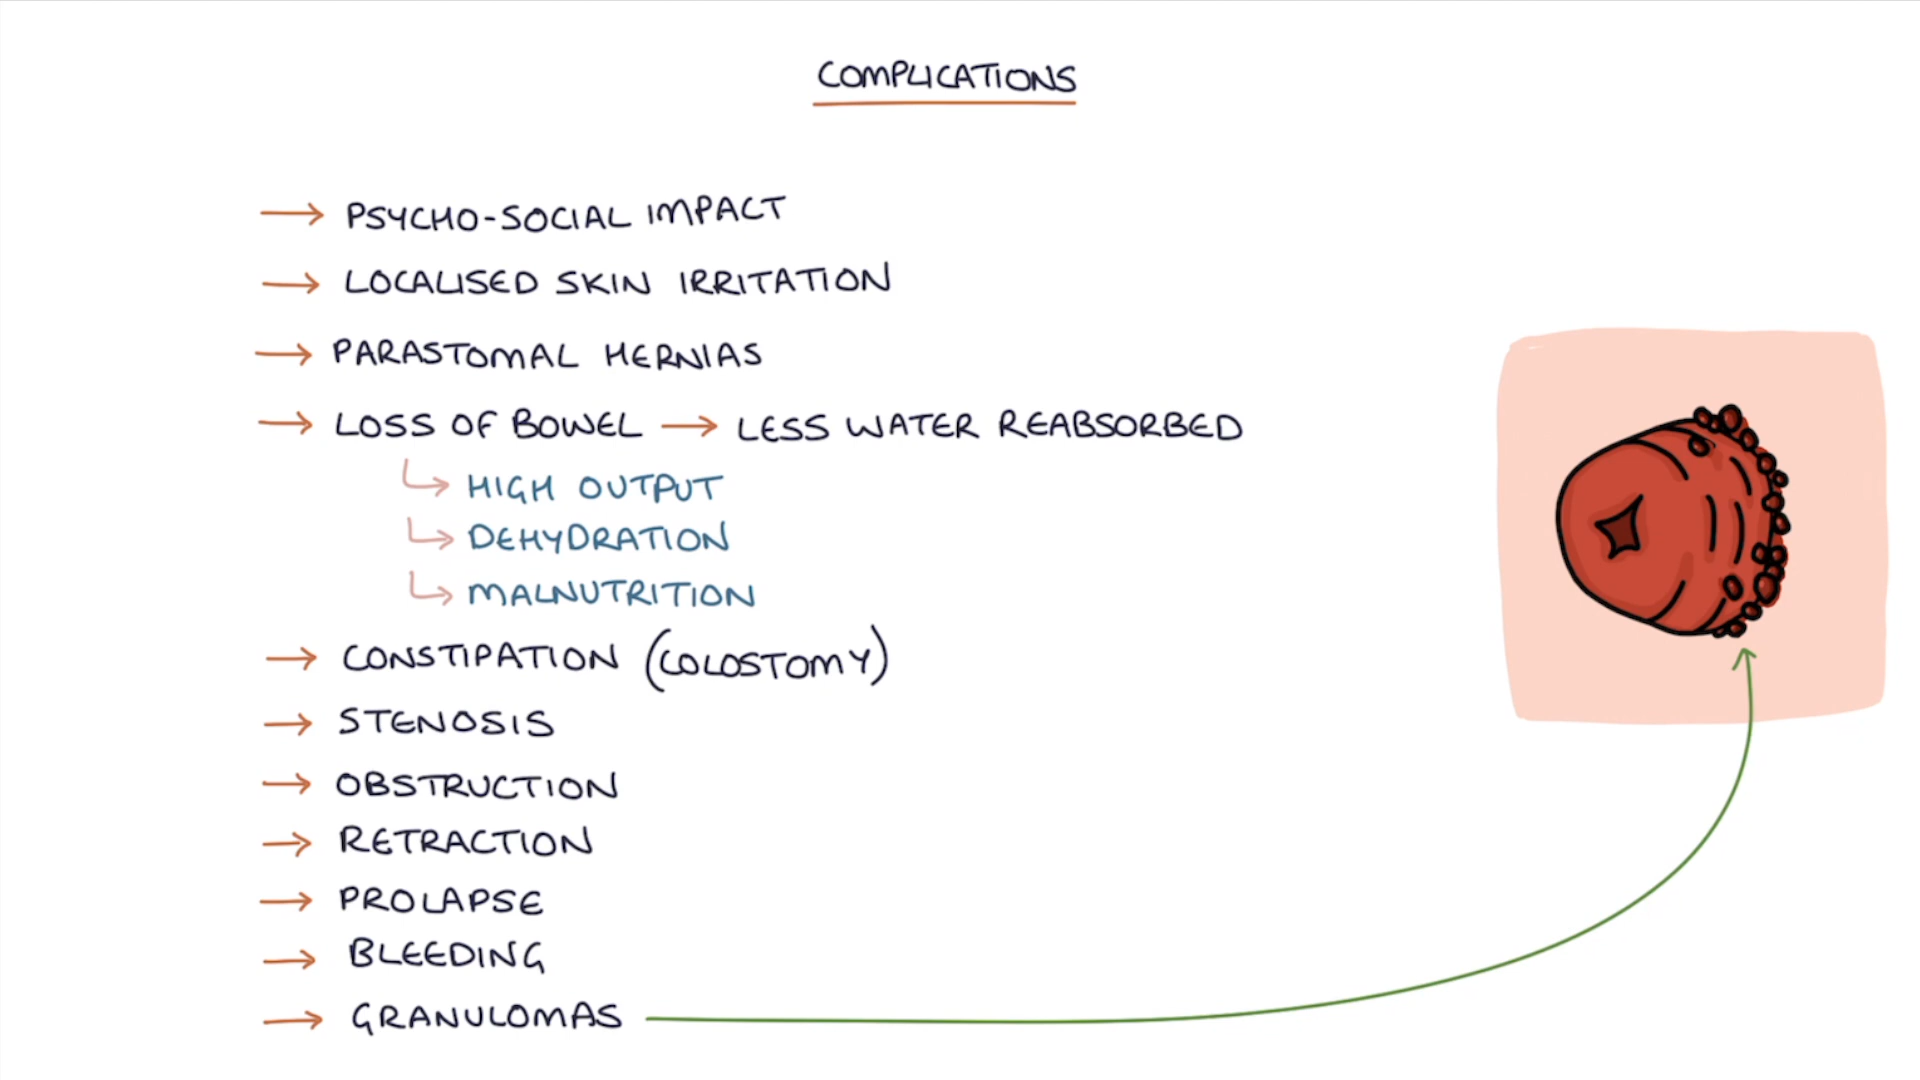 COMPLICATIONS
→ PSYCHO-SOCIAL IMPACT
→ LOCALISED SKIN IRRITATION
→ PARASTOMAL HERNIAS
→ LOSS OF BOWEL → LESS WATER REABSORBED
↳ HIGH OUTPUT
↳ DEHYDRATION
↳ MALNUTRITION
→ CONSTIPATION (COLOSTOMY)
→ STENOSIS
→ OBSTRUCTION
→ RETRACTION
→ PROLAPSE
→ BLEEDING
→ GRANULOMAS